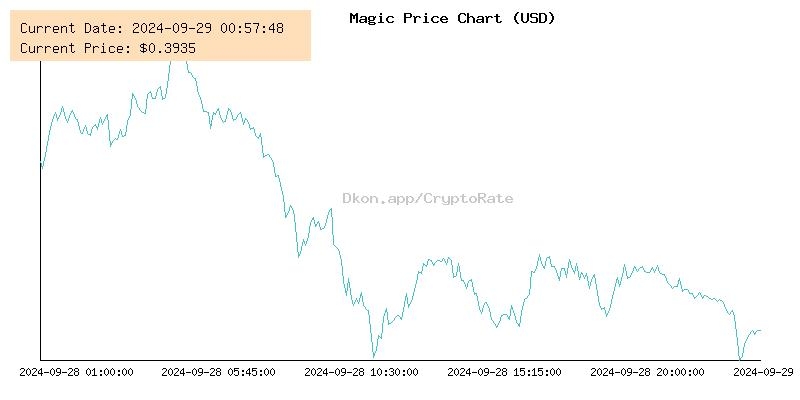 Magic Price Chart (USD)
Current Date: 2024-09-29 00:57:48
Current Price: $0.3935
Dkon.app/CryptoRate
2024-09-28 01:00:00 2024-09-28 05:45:00 2024-09-28 10:30:00 2024-09-28 15:15:00 2024-09-28 20:00:00 2024-09-29